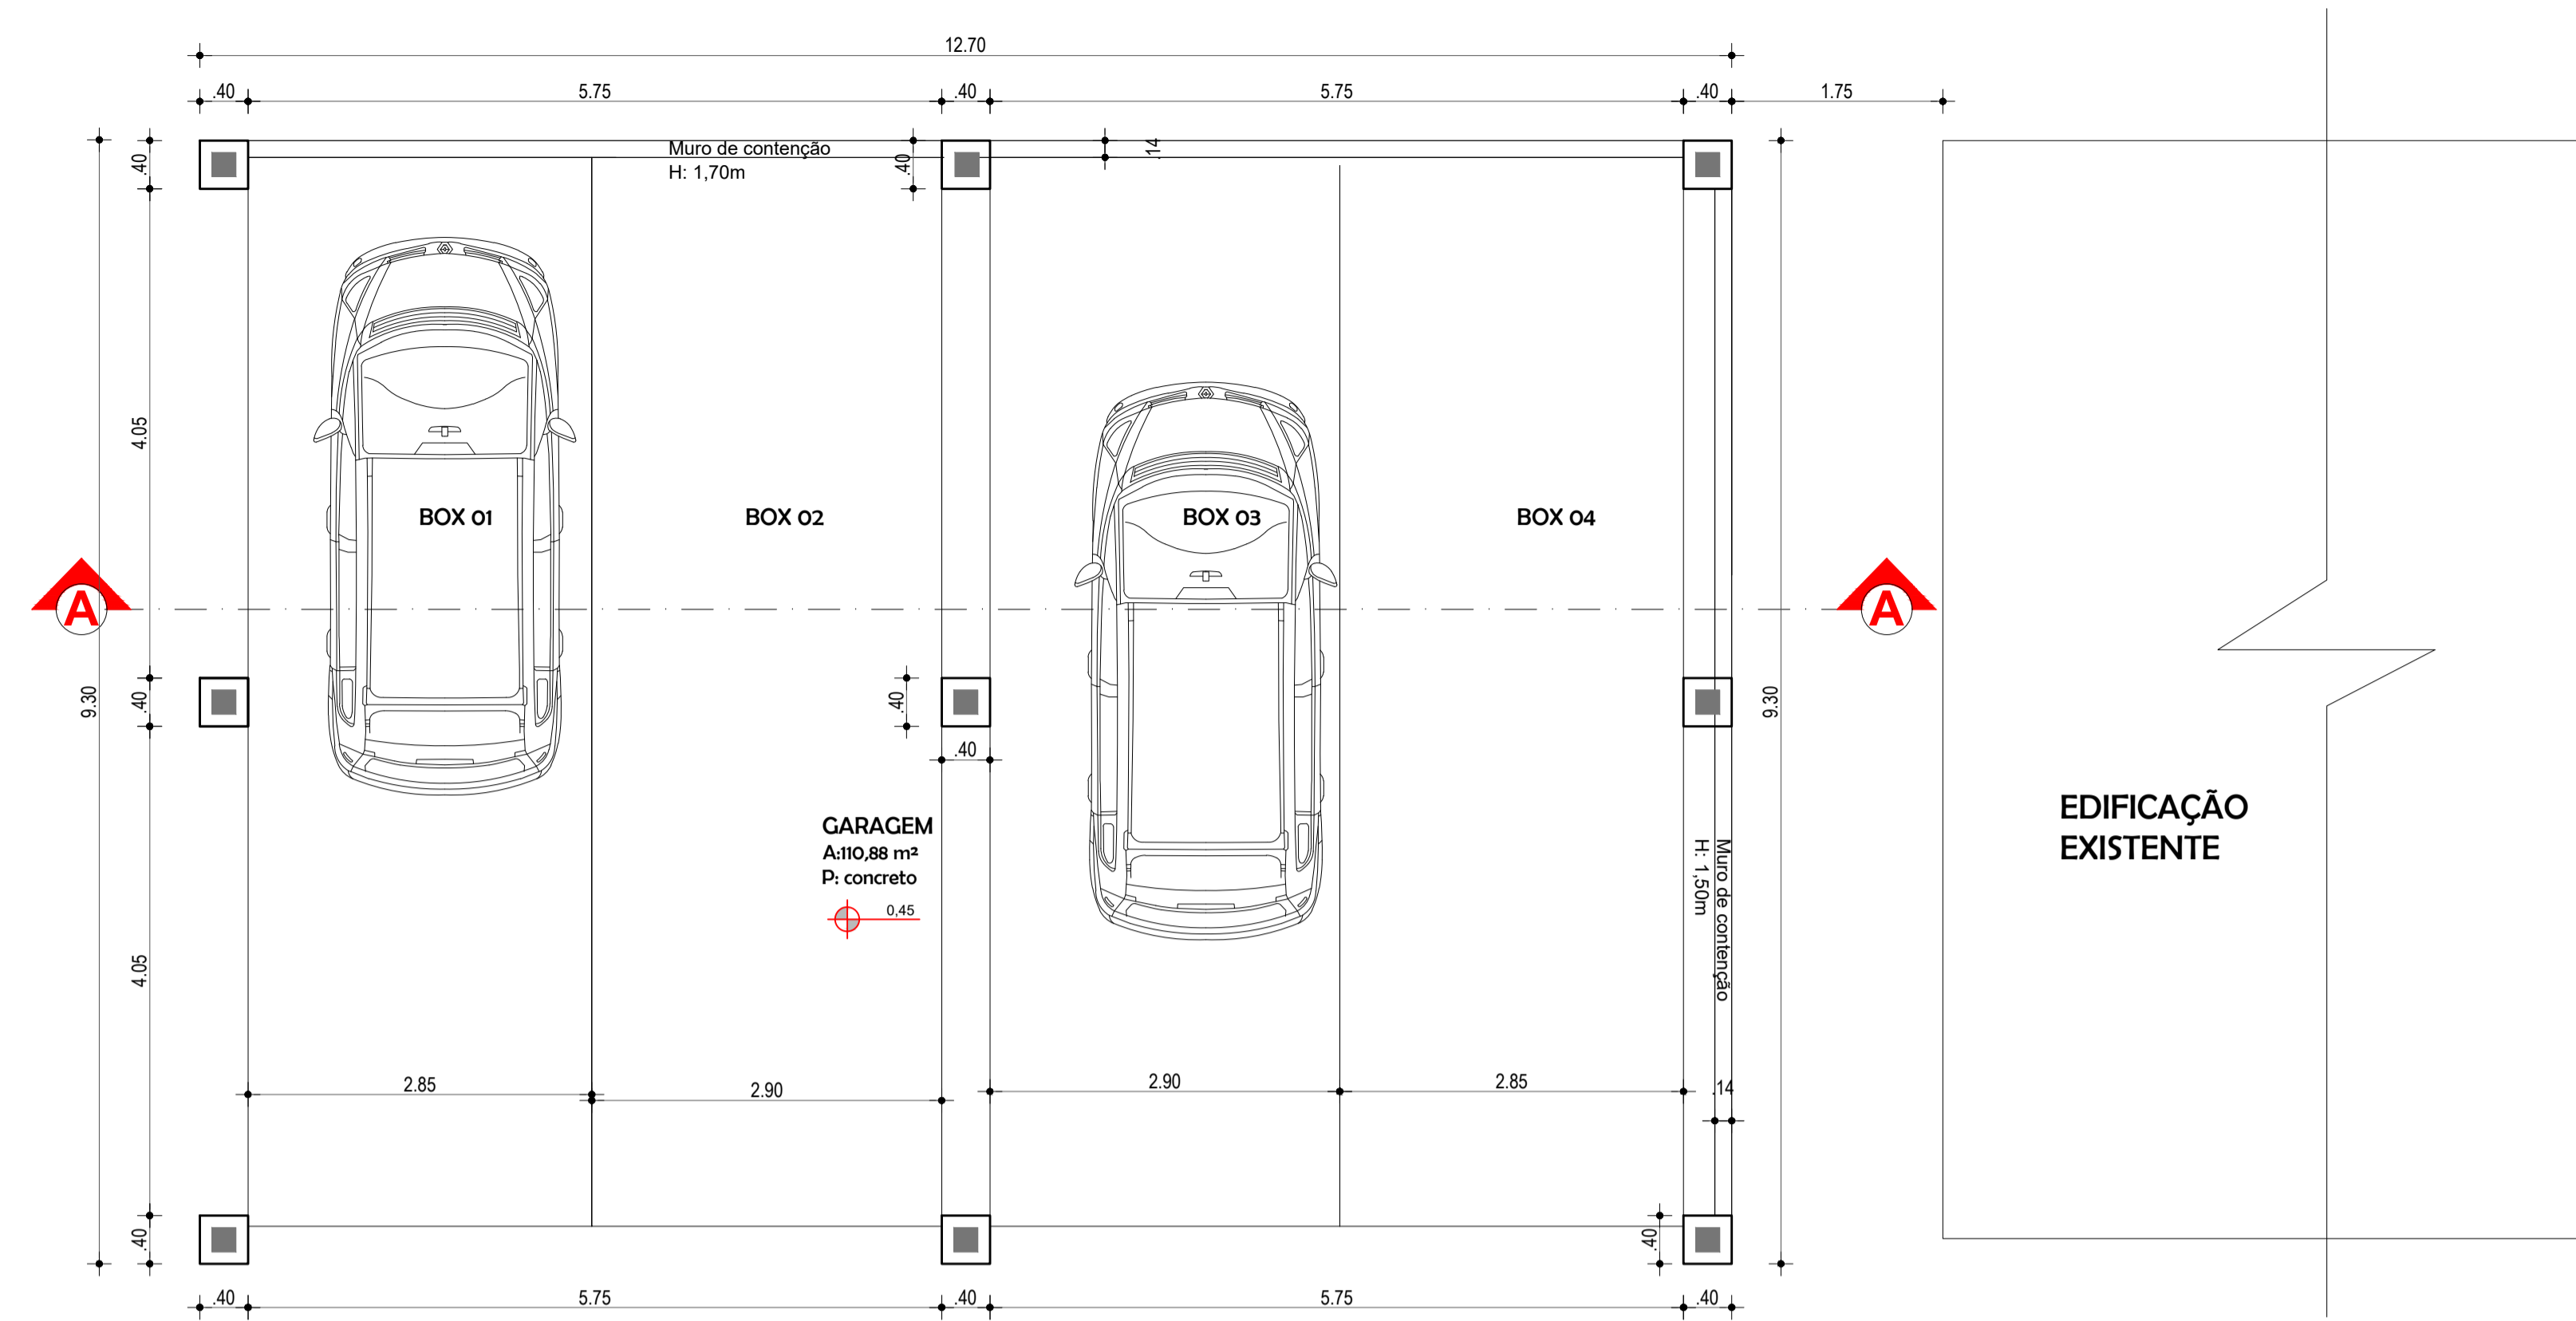 12.70
.40
5.75
.40
5.75
.40
1.75
.40
Muro de contenção
H: 1,70m
.40
.14
4.05
BOX 01
BOX 02
BOX 03
BOX 04
A
A
9.30
.40
.40
9.30
.40
EDIFICAÇÃO
EXISTENTE
GARAGEM
A:110,88 m²
P: concreto
0,45
Muro de contenção
H: 1,50m
4.05
2.85
2.90
2.90
2.85
.14
.40
.40
.40
5.75
.40
5.75
.40